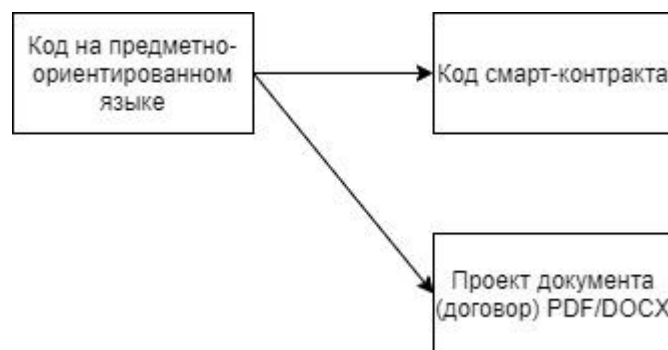 Код на предметно-
ориентированном
языке
Код смарт-контракта
Проект документа
(договор) PDF/DOCX